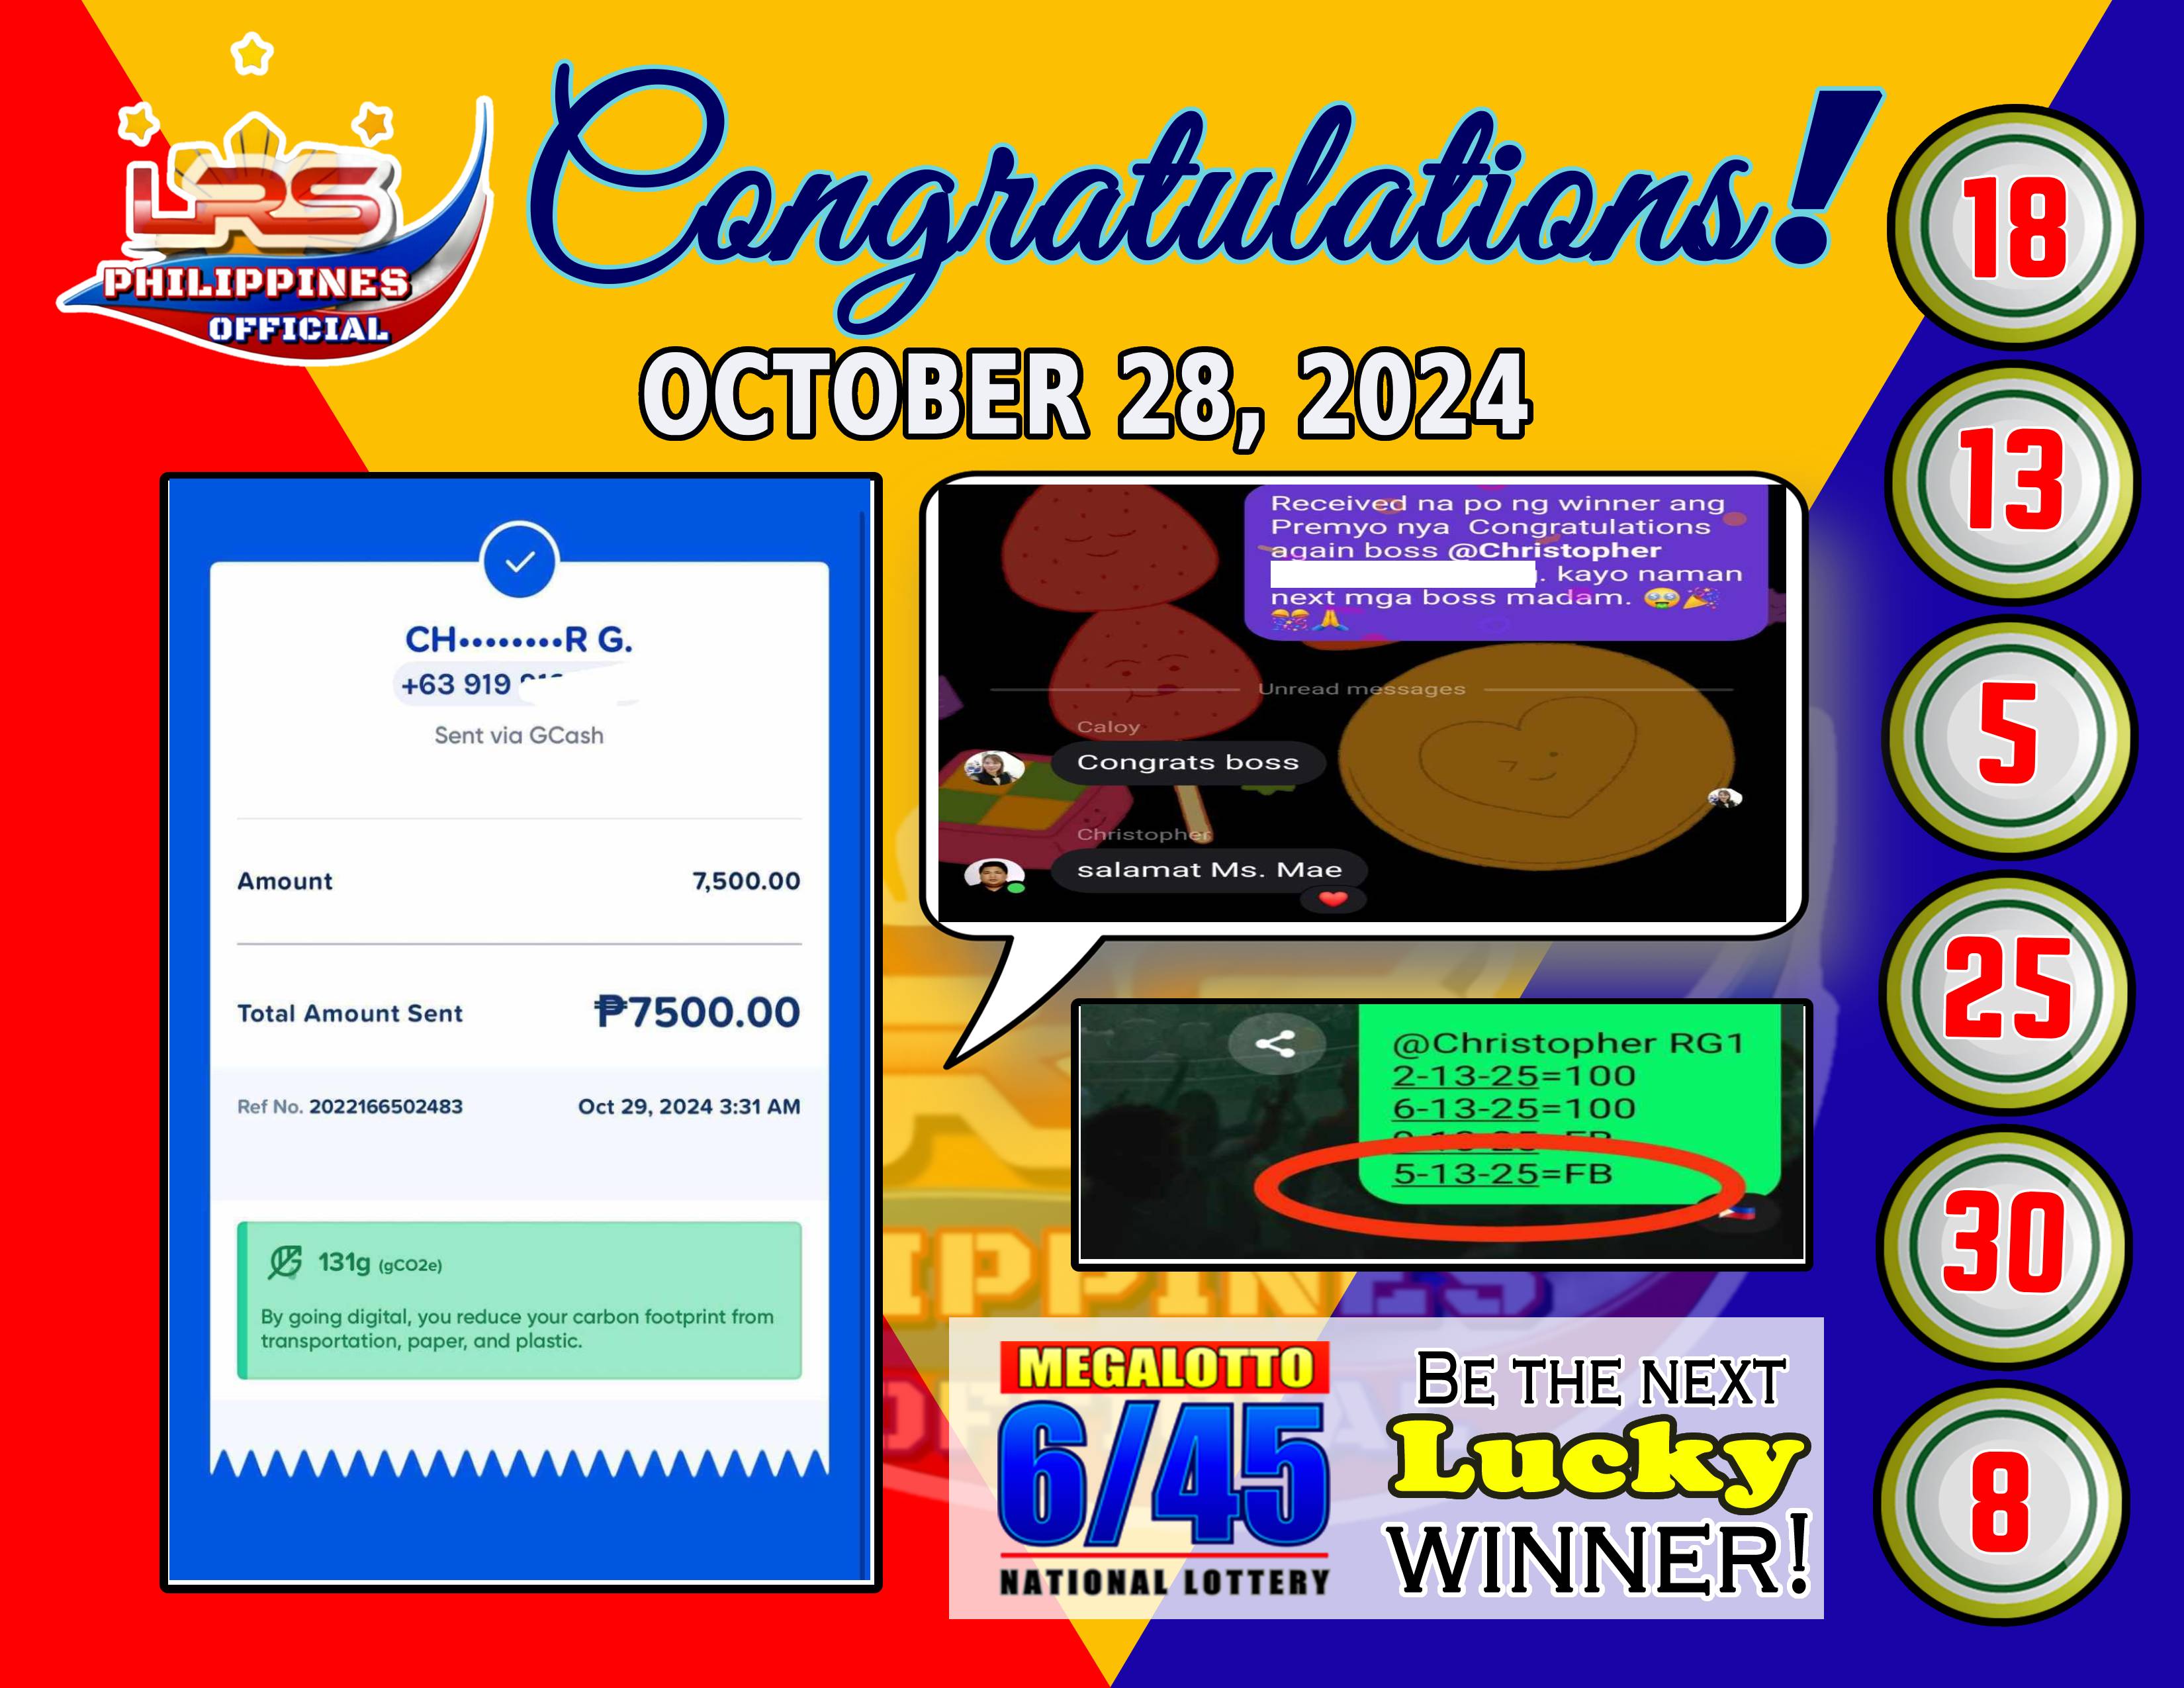 LRS
PHILIPPINES
OFFICIAL
Congratulations!
OCTOBER 28, 2024
CH••••••••R G.
+63 919
Sent via GCash
Amount 7,500.00
Total Amount Sent ₱7500.00
Ref No. 2022166502483 Oct 29, 2024 3:31 AM
131g (gCO2e)
By going digital, you reduce your carbon footprint from
transportation, paper, and plastic.
Received na po ng winner ang
Premyo nya Congratulations
again boss @Christopher
. kayo naman
next mga boss madam. 🤑🎉
🎊🙏
Unread messages
Caloy
Congrats boss
Christopher
salamat Ms. Mae
❤️
@Christopher RG1
2-13-25=100
6-13-25=100
5-13-25=FB
MEGALOTTO
6/45
NATIONAL LOTTERY
BE THE NEXT
Lucky
WINNER!
18
13
5
25
30
8